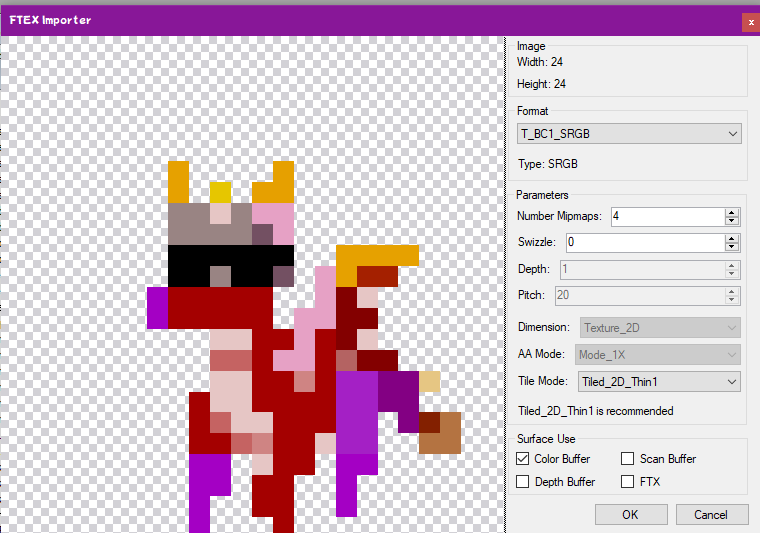 FTEX Importer
x
Image
Width: 24
Height: 24
Format
T_BC1_SRGB
Type: SRGB
Parameters
Number Mipmaps: 4
Swizzle: 0
Depth: 1
Pitch: 20
Dimension: Texture_2D
AA Mode: Mode_1X
Tile Mode: Tiled_2D_Thin1
Tiled_2D_Thin1 is recommended
Surface Use
Color Buffer Scan Buffer
Depth Buffer FTX
OK Cancel